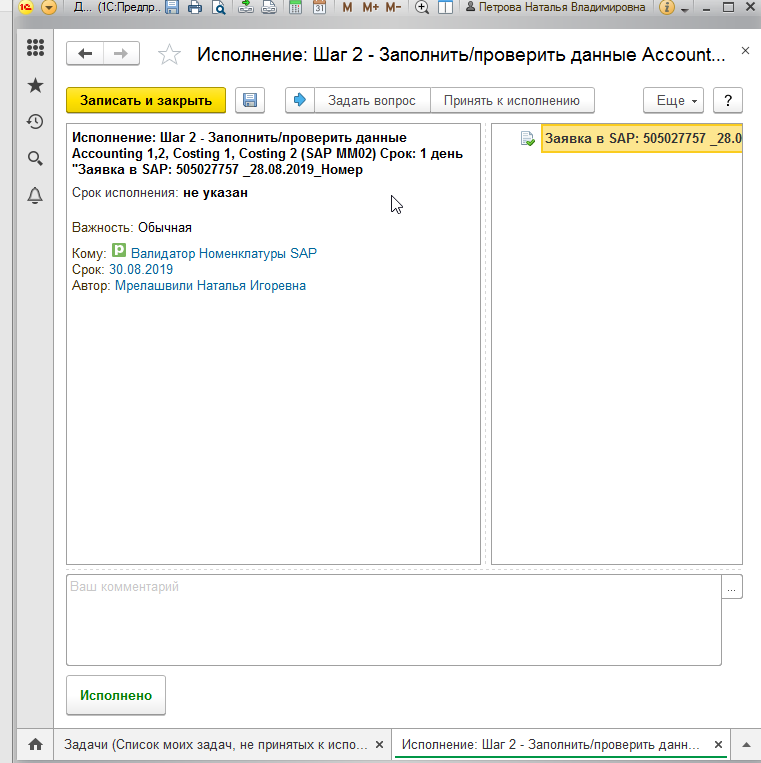 Д... (1С:Предпр...
M M+ M-
Петрова Наталья Владимировна
Исполнение: Шаг 2 - Заполнить/проверить данные Account...
Записать и закрыть
Задать вопрос
Принять к исполнению
Еще
?
Исполнение: Шаг 2 - Заполнить/проверить данные
Accounting 1,2, Costing 1, Costing 2 (SAP MM02) Срок: 1 день
"Заявка в SAP: 505027757 _28.08.2019_Номер
Срок исполнения: не указан
Важность: Обычная
Кому: Валидатор Номенклатуры SAP
Срок: 30.08.2019
Автор: Мрелашвили Наталья Игоревна
Заявка в SAP: 505027757 _28.0
Ваш комментарий
...
Исполнено
Задачи (Список моих задач, не принятых к испо...
Исполнение: Шаг 2 - Заполнить/проверить данн...